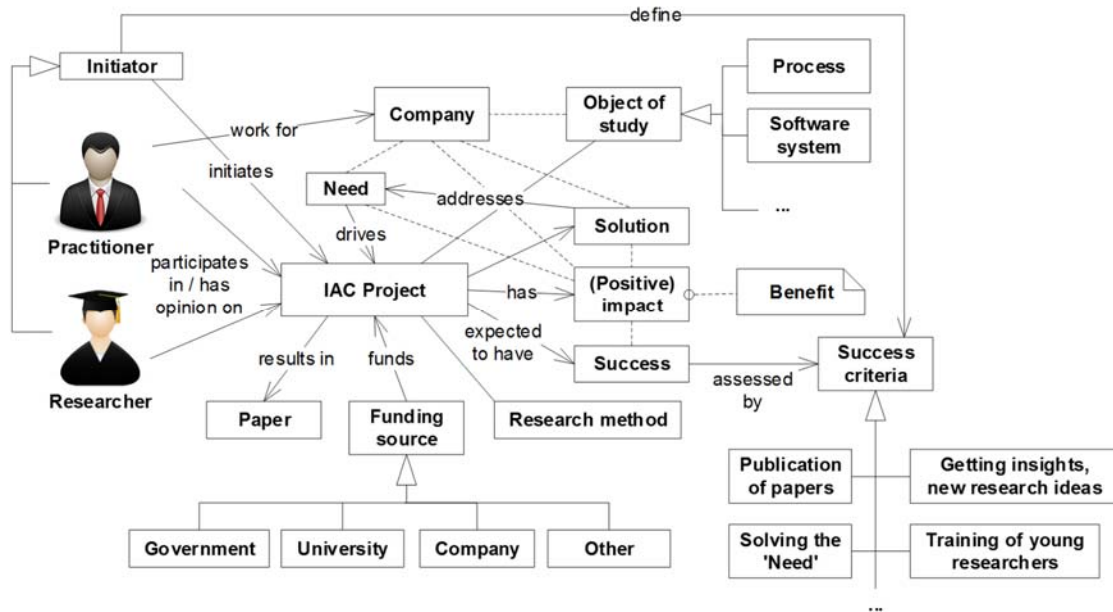 define
Initiator
Process
Company
Object of
study
work for
Software
system
initiates
Need
addresses
...
Practitioner
drives
Solution
participates
in / has
opinion on
IAC Project
has
(Positive)
impact
Benefit
expected
to have
results in
funds
Success
Success
criteria
assessed
by
Researcher
Paper
Funding
source
Research method
Publication
of papers
Getting insights,
new research ideas
Government
University
Company
Other
Solving the
'Need'
Training of young
researchers
...